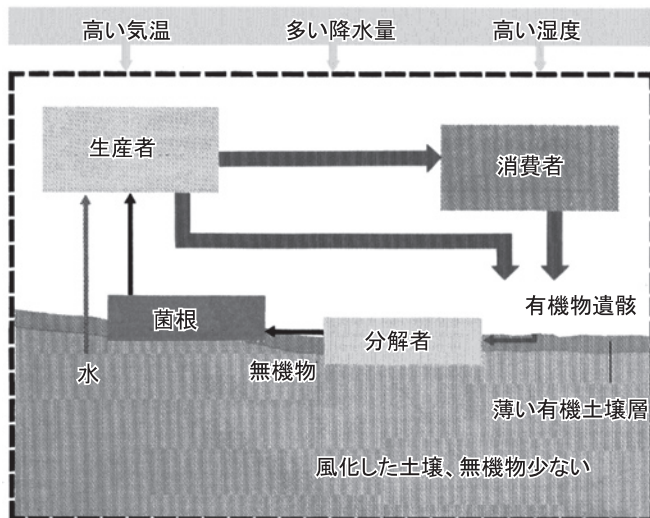 高い気温
多い降水量
高い湿度
生産者
消費者
有機物遺骸
菌根
分解者
水
無機物
薄い有機土壌層
風化した土壌、無機物少ない